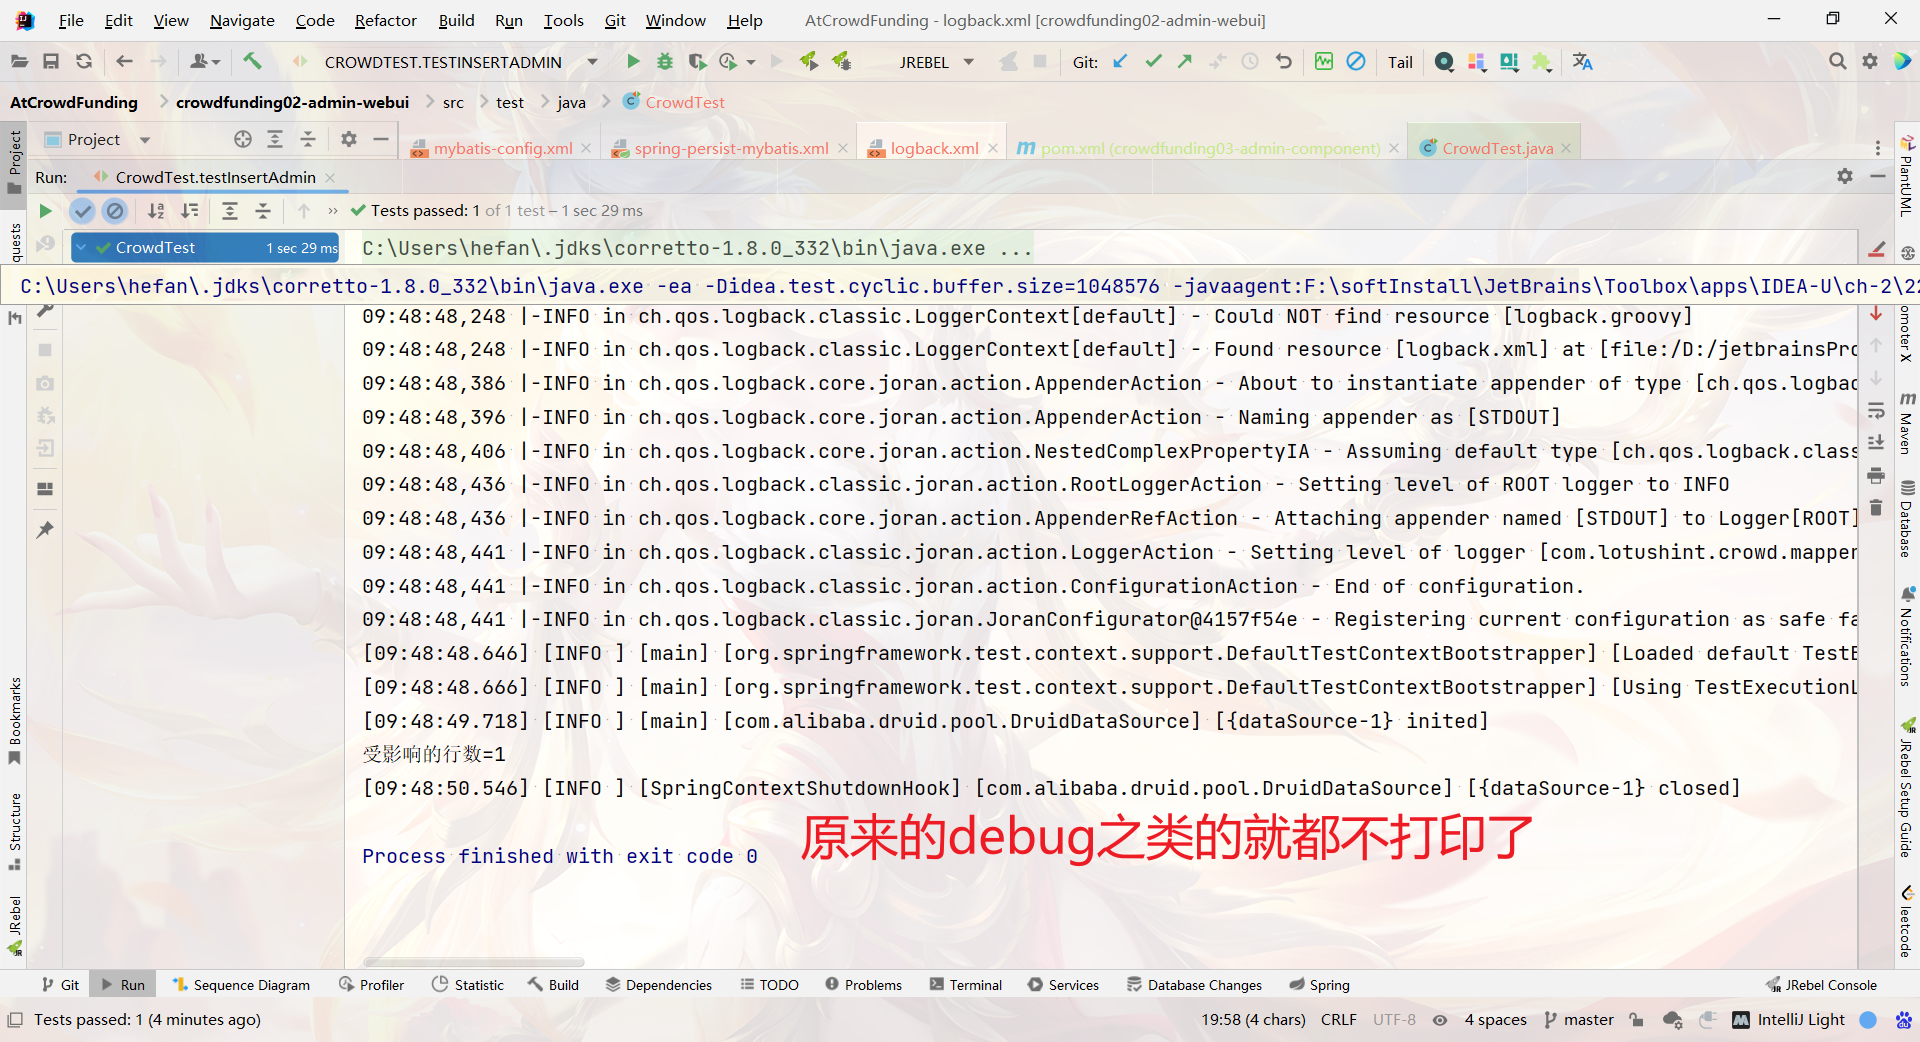 File Edit View Navigate Code Refactor Build Run Tools Git Window Help AtCrowdFunding - logback.xml [crowdfunding02-admin-webui]
CROWDTEST.TESTINSERTADMIN JREBEL Git: Tail
AtCrowdFunding crowdfunding02-admin-webui src test java CrowdTest
Project
mybatis-config.xml spring-persist-mybatis.xml logback.xml pom.xml (crowdfunding03-admin-component) CrowdTest.java
Run: CrowdTest.testInsertAdmin
Tests passed: 1 of 1 test – 1 sec 29 ms
CrowdTest 1 sec 29 ms
C:\Users\hefan\.jdks\corretto-1.8.0_332\bin\java.exe ...
C:\Users\hefan\.jdks\corretto-1.8.0_332\bin\java.exe -ea -Didea.test.cyclic.buffer.size=1048576 -javaagent:F:\softInstall\JetBrains\Toolbox\apps\IDEA-U\ch-2\22
09:48:48,248 |-INFO in ch.qos.logback.classic.LoggerContext[default] - Could NOT find resource [logback.groovy]
09:48:48,248 |-INFO in ch.qos.logback.classic.LoggerContext[default] - Found resource [logback.xml] at [file:/D:/jetbrainsPro
09:48:48,386 |-INFO in ch.qos.logback.core.joran.action.AppenderAction - About to instantiate appender of type [ch.qos.logbac
09:48:48,396 |-INFO in ch.qos.logback.core.joran.action.AppenderAction - Naming appender as [STDOUT]
09:48:48,406 |-INFO in ch.qos.logback.core.joran.action.NestedComplexPropertyIA - Assuming default type [ch.qos.logback.class
09:48:48,436 |-INFO in ch.qos.logback.classic.joran.action.RootLoggerAction - Setting level of ROOT logger to INFO
09:48:48,436 |-INFO in ch.qos.logback.core.joran.action.AppenderRefAction - Attaching appender named [STDOUT] to Logger[ROOT]
09:48:48,441 |-INFO in ch.qos.logback.classic.joran.action.LoggerAction - Setting level of logger [com.lotushint.crowd.mapper
09:48:48,441 |-INFO in ch.qos.logback.classic.joran.action.ConfigurationAction - End of configuration.
09:48:48,441 |-INFO in ch.qos.logback.classic.joran.JoranConfigurator@4157f54e - Registering current configuration as safe fa
[09:48:48.646] [INFO ] [main] [org.springframework.test.context.support.DefaultTestContextBootstrapper] [Loaded default TestE
[09:48:48.666] [INFO ] [main] [org.springframework.test.context.support.DefaultTestContextBootstrapper] [Using TestExecutionL
[09:48:49.718] [INFO ] [main] [com.alibaba.druid.pool.DruidDataSource] [{dataSource-1} inited]
受影响的行数=1
[09:48:50.546] [INFO ] [SpringContextShutdownHook] [com.alibaba.druid.pool.DruidDataSource] [{dataSource-1} closed]
原来的debug之类的就都不打印了
Process finished with exit code 0
Project
quests
Bookmarks
Structure
JRebel
PlantUML
omoter X
Maven
Database
Notifications
JRebel Setup Guide
leetcode
Git Run Sequence Diagram Profiler Statistic Build Dependencies TODO Problems Terminal Services Database Changes Spring JRebel Console
Tests passed: 1 (4 minutes ago) 19:58 (4 chars) CRLF UTF-8 4 spaces master IntelliJ Light